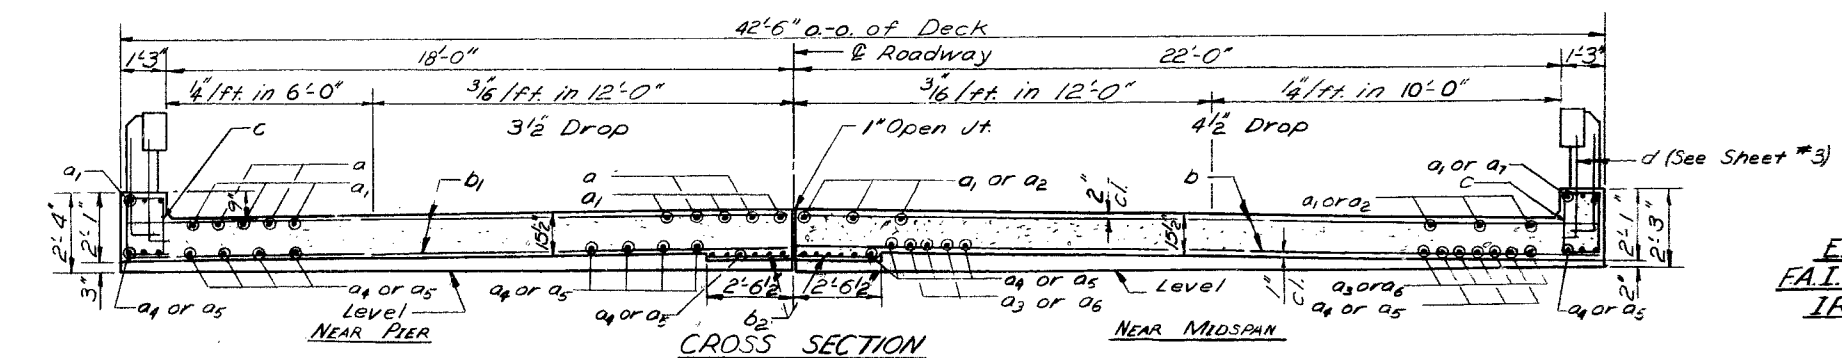 42'-6" o.-o. of Deck
1'-3" 18'-0" ℄ Roadway 22'-0" 1'-3"
1/4"/ft. in 6'-0" 3/16"/ft. in 12'-0" 3/16"/ft. in 12'-0" 1/4"/ft. in 10'-0"
3 1/2" Drop 1" Open Jt. 4 1/2" Drop
c
d (See Sheet #3)
a1 a a1 b1 a a1 a1 or a2 2" cl. b a1 or a7 c
9" a1 or a2
2'-4" 2'-1" 15 1/2" 15 1/2" 2'-1" 2'-3"
3" a4 or a5 a4 or a5 a4 or a5 a4 or a5 2'-6 1/2" 2'-6 1/2" a4 or a5 a3 or a6 Level 1" cl. a3 or a6 a4 or a5 2" a4 or a5
Level
b2
NEAR PIER
NEAR MIDSPAN
CROSS SECTION
E.
F.A.I.
IR